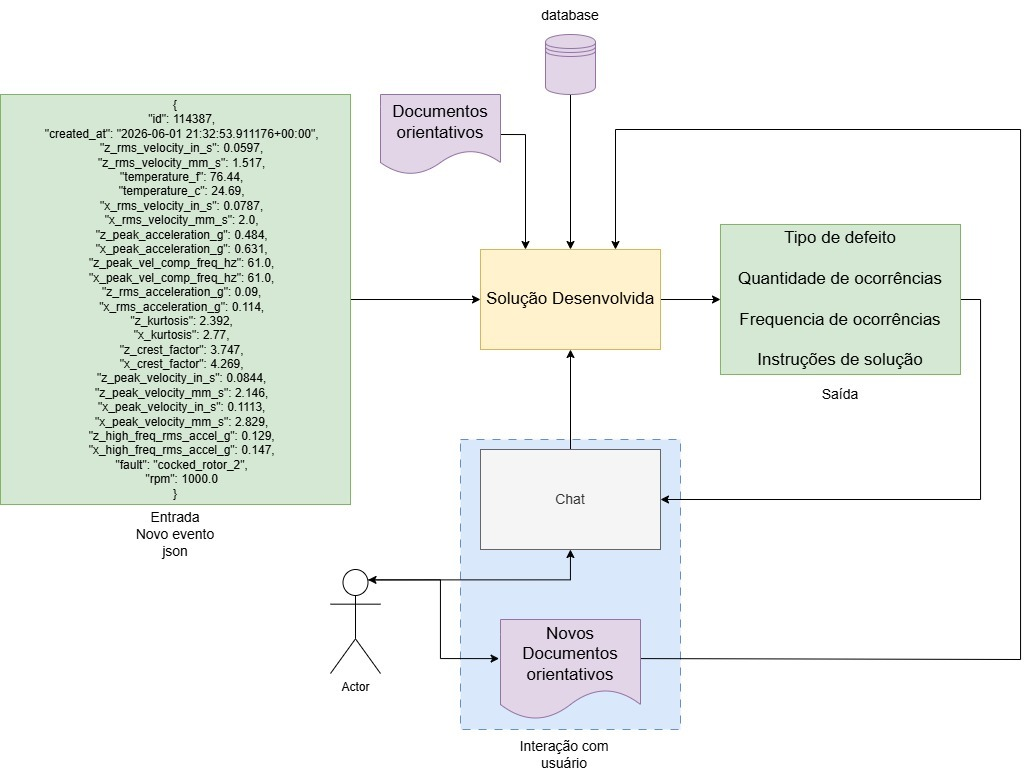 database
Documentos
orientativos
{
"id": 114387,
"created_at": "2026-06-01 21:32:53.911176+00:00",
"z_rms_velocity_in_s": 0.0597,
"z_rms_velocity_mm_s": 1.517,
"temperature_f": 76.44,
"temperature_c": 24.69,
"x_rms_velocity_in_s": 0.0787,
"x_rms_velocity_mm_s": 2.0,
"z_peak_acceleration_g": 0.484,
"x_peak_acceleration_g": 0.631,
"z_peak_vel_comp_freq_hz": 61.0,
"x_peak_vel_comp_freq_hz": 61.0,
"z_rms_acceleration_g": 0.09,
"x_rms_acceleration_g": 0.114,
"z_kurtosis": 2.392,
"x_kurtosis": 2.77,
"z_crest_factor": 3.747,
"x_crest_factor": 4.269,
"z_peak_velocity_in_s": 0.0844,
"z_peak_velocity_mm_s": 2.146,
"x_peak_velocity_in_s": 0.1113,
"x_peak_velocity_mm_s": 2.829,
"z_high_freq_rms_accel_g": 0.129,
"x_high_freq_rms_accel_g": 0.147,
"fault": "cocked_rotor_2",
"rpm": 1000.0
}
Entrada
Novo evento
json
Solução Desenvolvida
Tipo de defeito
Quantidade de ocorrências
Frequencia de ocorrências
Instruções de solução
Saída
Chat
Actor
Novos
Documentos
orientativos
Interação com
usuário